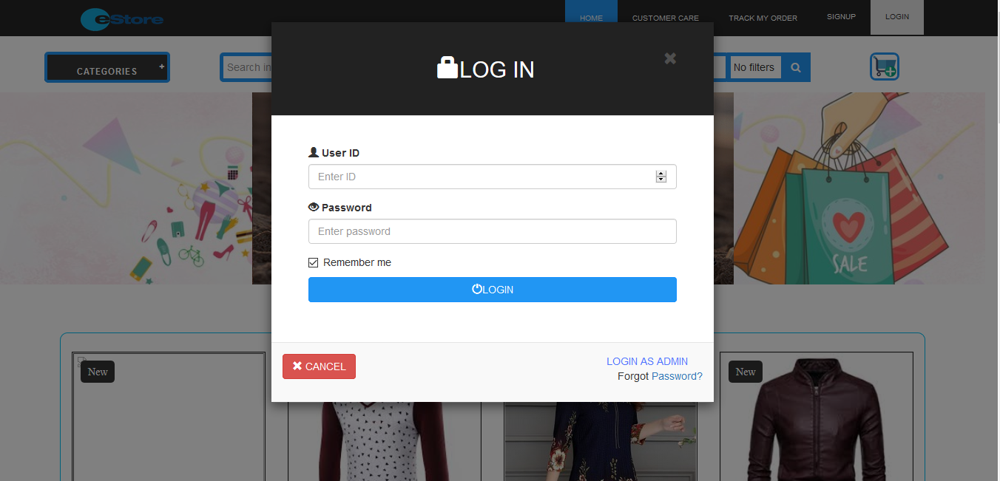 eStore
HOME
CUSTOMER CARE
TRACK MY ORDER
SIGNUP
LOGIN
CATEGORIES +
Search in
No filters
LOG IN
User ID
Enter ID
Password
Enter password
Remember me
LOGIN
CANCEL
LOGIN AS ADMIN
Forgot Password?
SALE
New
New